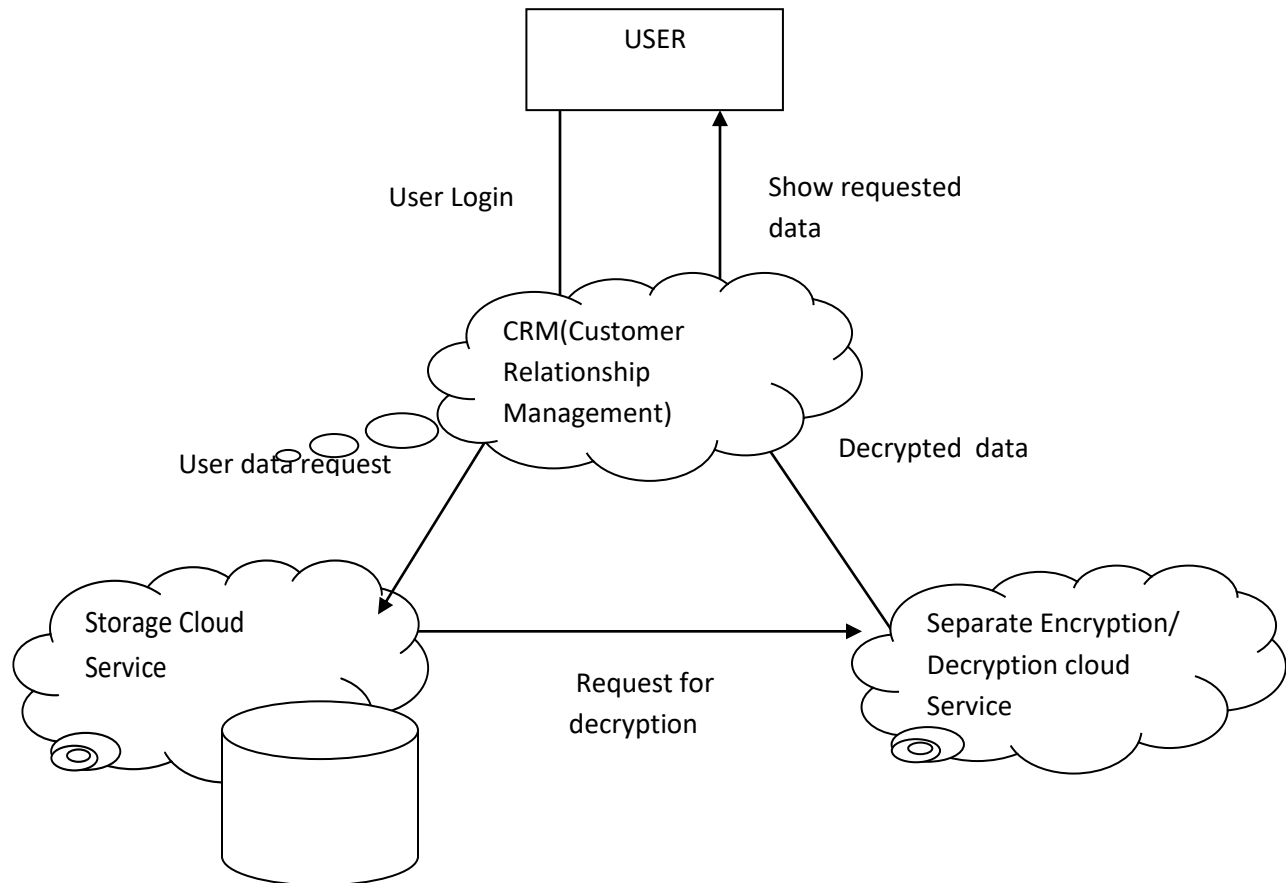 USER
User Login
Show requested
data
CRM(Customer
Relationship
Management)
User data request
Decrypted data
Storage Cloud
Service
Request for
decryption
Separate Encryption/
Decryption cloud
Service